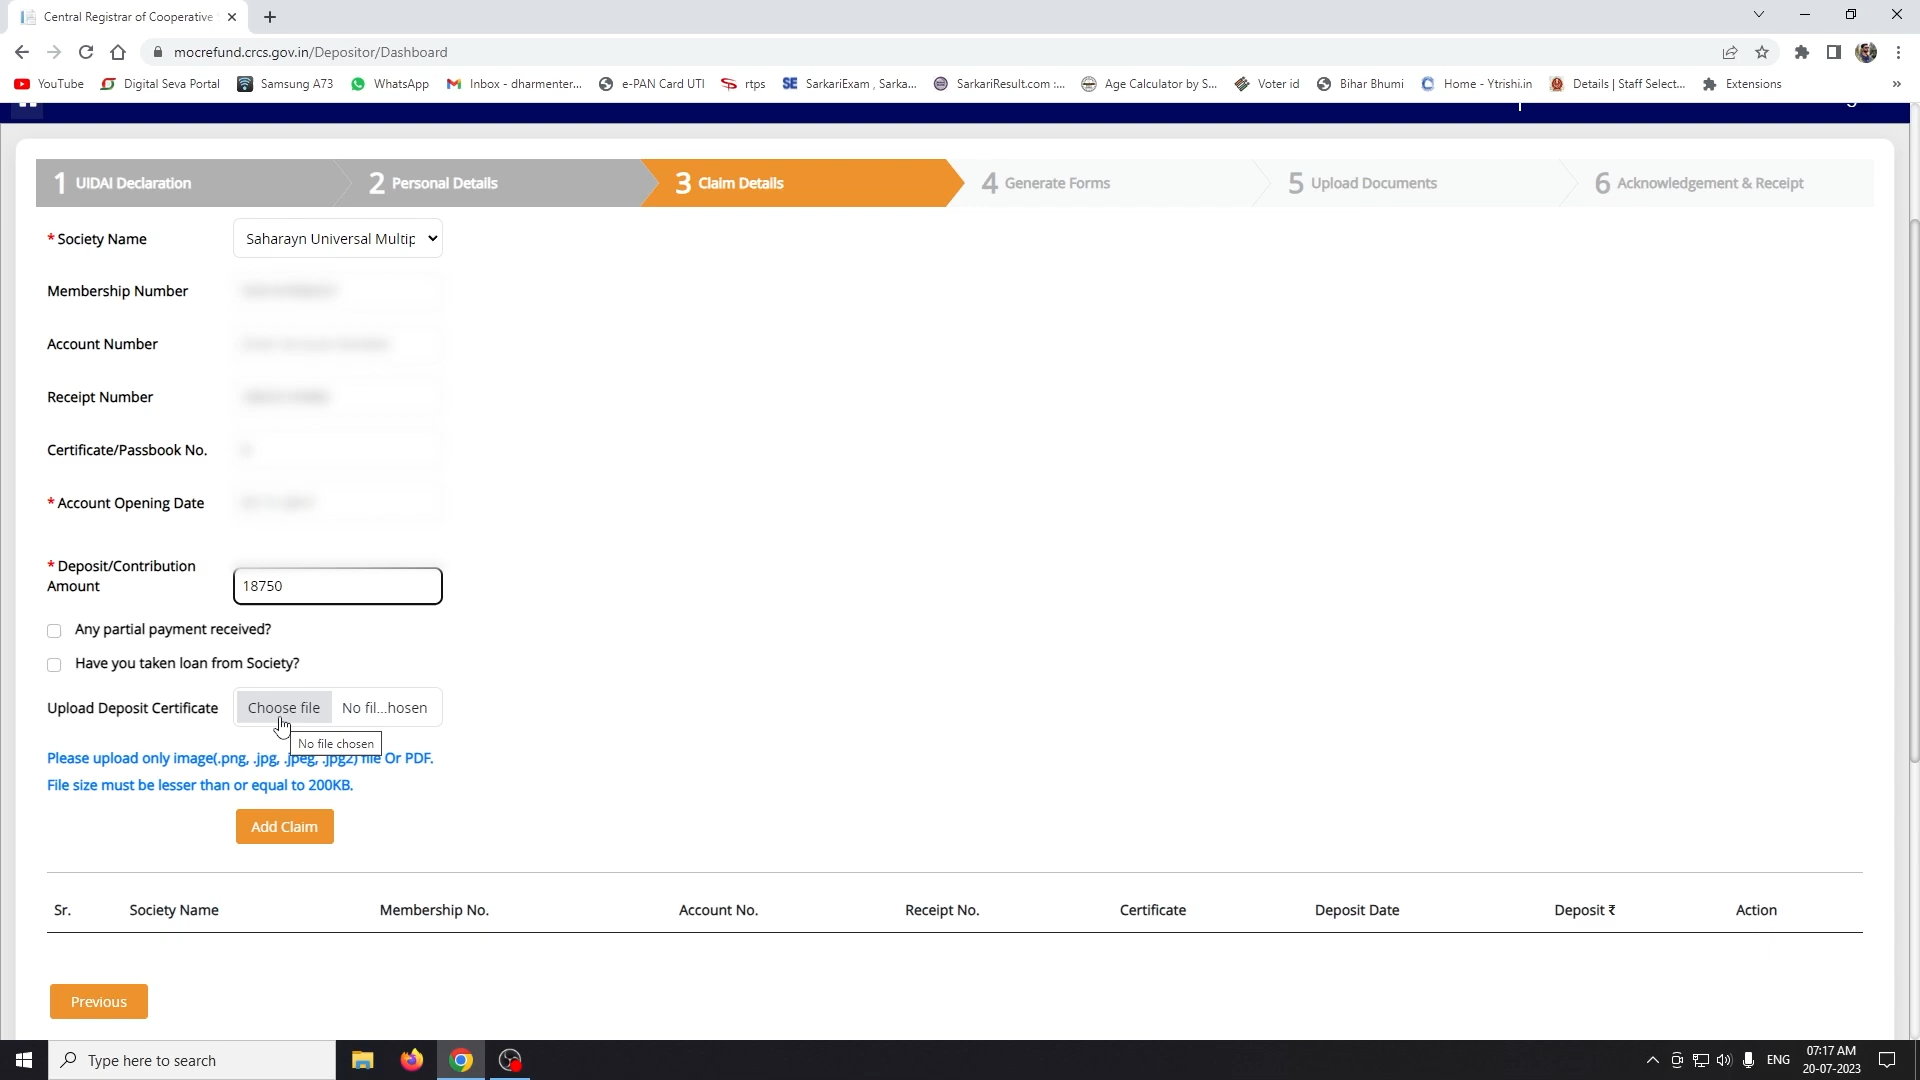 Central Registrar of Cooperative
mocrefund.crcs.gov.in/Depositor/Dashboard
YouTube Digital Seva Portal Samsung A73 WhatsApp Inbox - dharmenter... e-PAN Card UTI rtps SarkariExam , Sarka... SarkariResult.com :... Age Calculator by S... Voter id Bihar Bhumi Home - Ytrishi.in Details | Staff Select... Extensions »
1 UIDAI Declaration 2 Personal Details 3 Claim Details 4 Generate Forms 5 Upload Documents 6 Acknowledgement & Receipt
* Society Name Saharayn Universal Multip
Membership Number
Account Number
Receipt Number
Certificate/Passbook No.
* Account Opening Date
* Deposit/Contribution
Amount 18750
Any partial payment received?
Have you taken loan from Society?
Upload Deposit Certificate Choose file No fil...hosen
No file chosen
Please upload only image(.png, .jpg, .jpeg, .jpg2) file Or PDF.
File size must be lesser than or equal to 200KB.
Add Claim
Sr. Society Name Membership No. Account No. Receipt No. Certificate Deposit Date Deposit ₹ Action
Previous
Type here to search
ENG 07:17 AM
20-07-2023